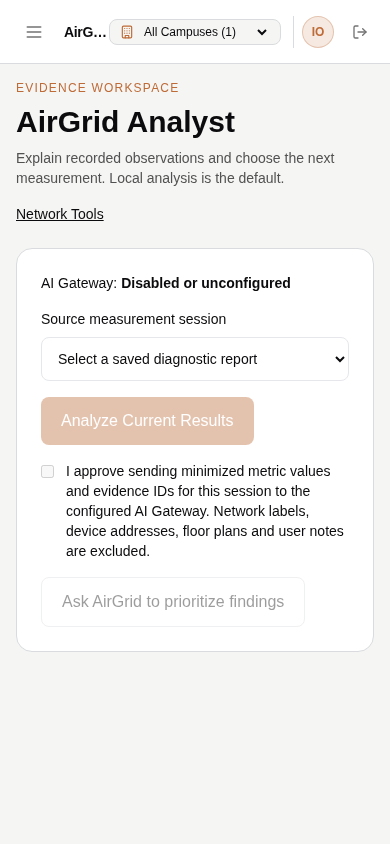 AirG…
All Campuses (1)
IO
EVIDENCE WORKSPACE
AirGrid Analyst
Explain recorded observations and choose the next
measurement. Local analysis is the default.
Network Tools
AI Gateway: Disabled or unconfigured
Source measurement session
Select a saved diagnostic report
Analyze Current Results
I approve sending minimized metric values
and evidence IDs for this session to the
configured AI Gateway. Network labels,
device addresses, floor plans and user notes
are excluded.
Ask AirGrid to prioritize findings